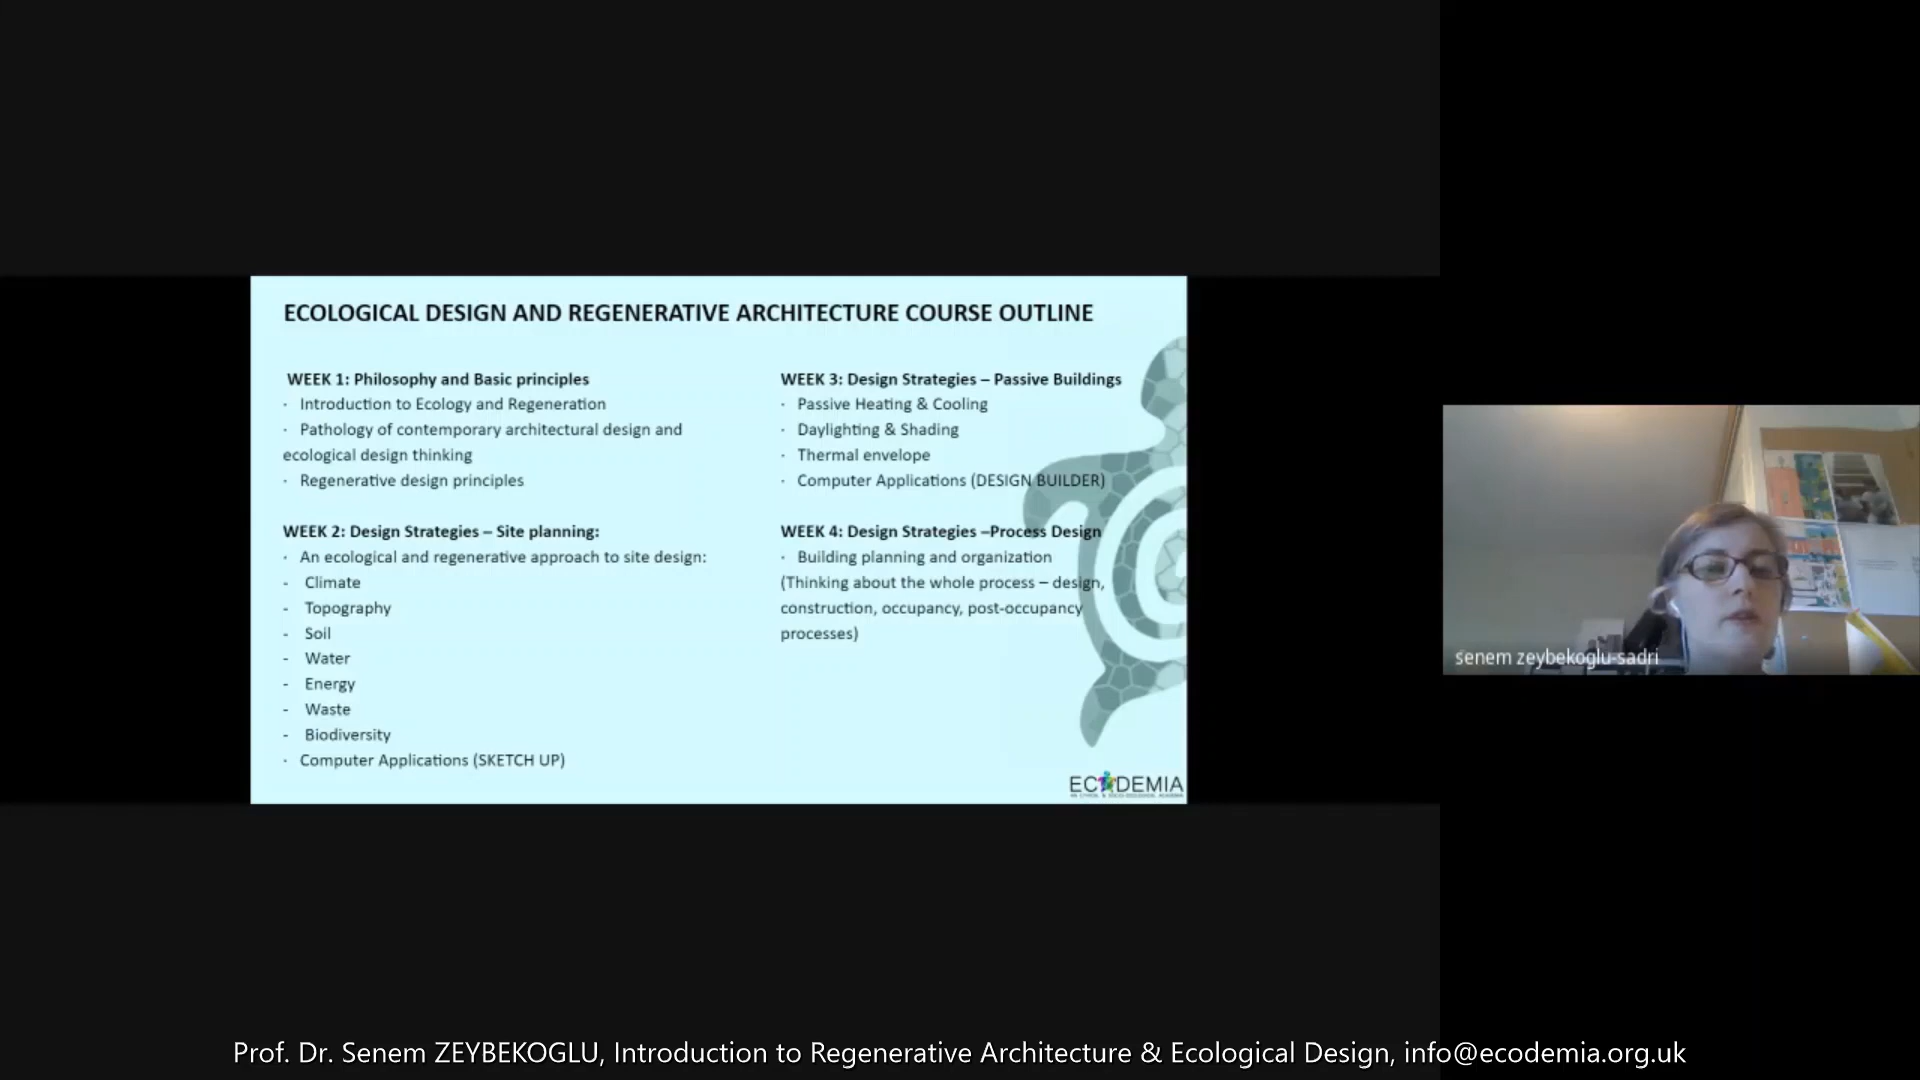 ECOLOGICAL DESIGN AND REGENERATIVE ARCHITECTURE COURSE OUTLINE
WEEK 1: Philosophy and Basic principles
· Introduction to Ecology and Regeneration
· Pathology of contemporary architectural design and
ecological design thinking
· Regenerative design principles
WEEK 2: Design Strategies – Site planning:
· An ecological and regenerative approach to site design:
- Climate
- Topography
- Soil
- Water
- Energy
- Waste
- Biodiversity
· Computer Applications (SKETCH UP)
WEEK 3: Design Strategies – Passive Buildings
· Passive Heating & Cooling
· Daylighting & Shading
· Thermal envelope
· Computer Applications (DESIGN BUILDER)
WEEK 4: Design Strategies –Process Design
· Building planning and organization
(Thinking about the whole process – design,
construction, occupancy, post-occupancy
processes)
ECODEMIA
senem zeybekoglu-sadri
Prof. Dr. Senem ZEYBEKOGLU, Introduction to Regenerative Architecture & Ecological Design, info@ecodemia.org.uk